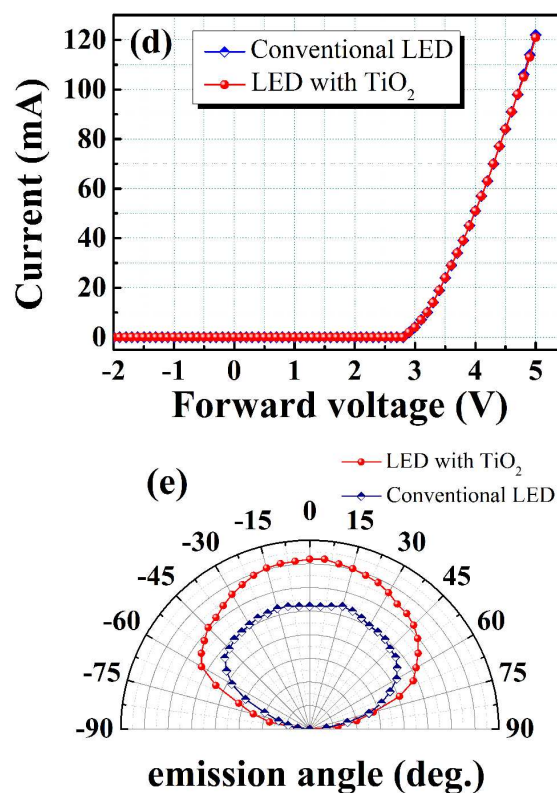 (d)
Conventional LED
LED with TiO₂
Current (mA)
120
100
80
60
40
20
0
-2 -1 0 1 2 3 4 5
Forward voltage (V)
(e)
LED with TiO₂
Conventional LED
-90
-75
-60
-45
-30
-15
0
15
30
45
60
75
90
emission angle (deg.)